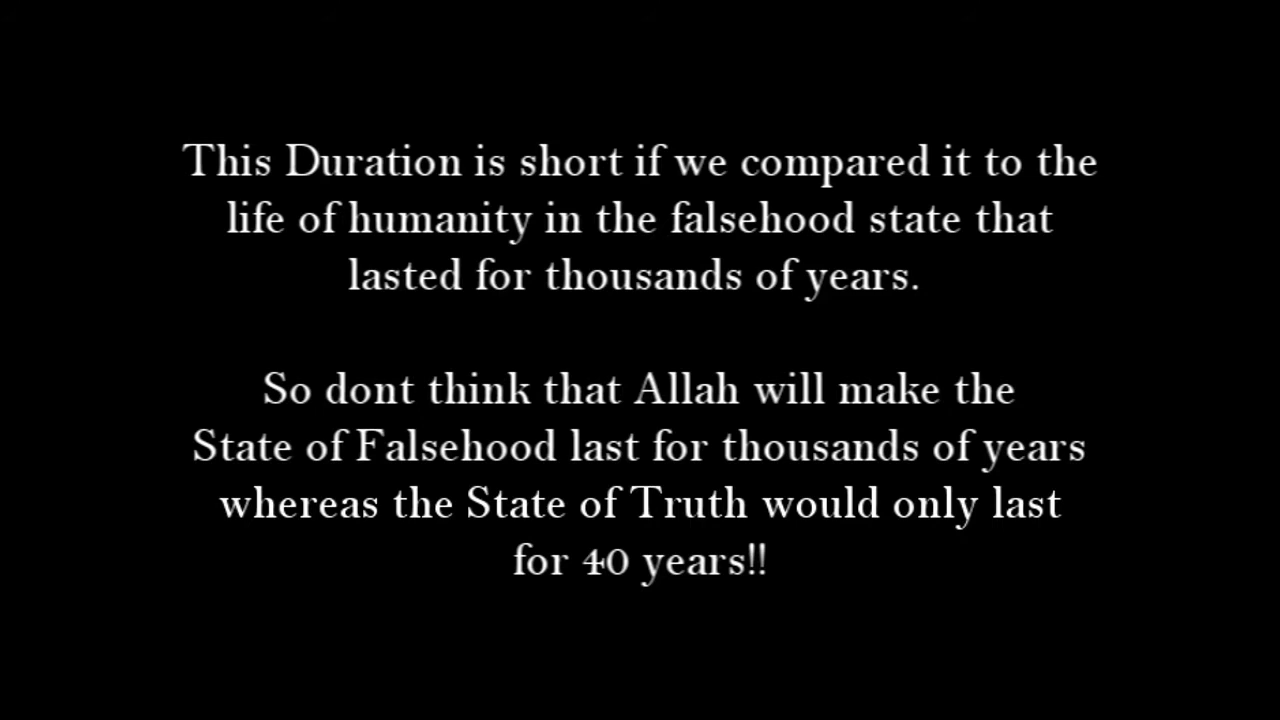 This Duration is short if we compared it to the
life of humanity in the falsehood state that
lasted for thousands of years.
So dont think that Allah will make the
State of Falsehood last for thousands of years
whereas the State of Truth would only last
for 40 years!!